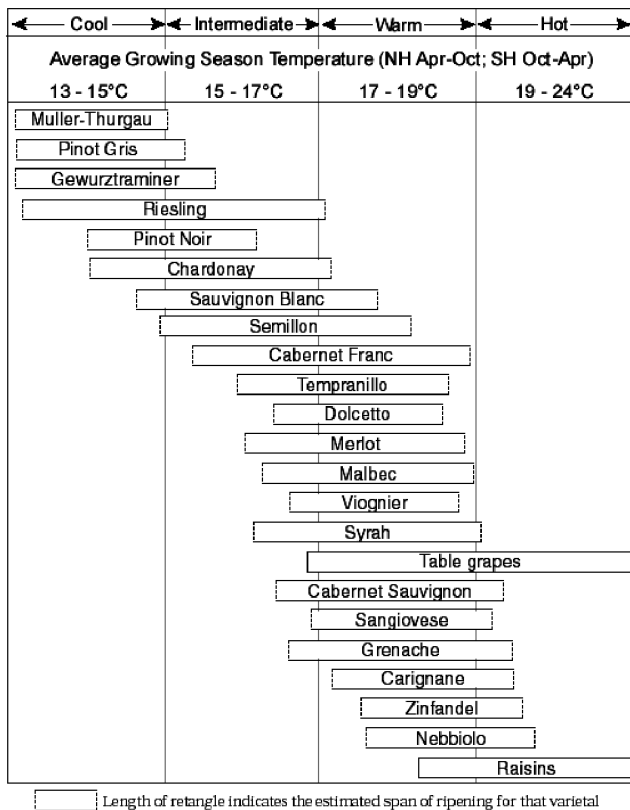 Cool Intermediate Warm Hot
Average Growing Season Temperature (NH Apr-Oct; SH Oct-Apr)
13 - 15°C 15 - 17°C 17 - 19°C 19 - 24°C
Muller-Thurgau
Pinot Gris
Gewurztraminer
Riesling
Pinot Noir
Chardonay
Sauvignon Blanc
Semillon
Cabernet Franc
Tempranillo
Dolcetto
Merlot
Malbec
Viognier
Syrah
Table grapes
Cabernet Sauvignon
Sangiovese
Grenache
Carignane
Zinfandel
Nebbiolo
Raisins
Length of retangle indicates the estimated span of ripening for that varietal